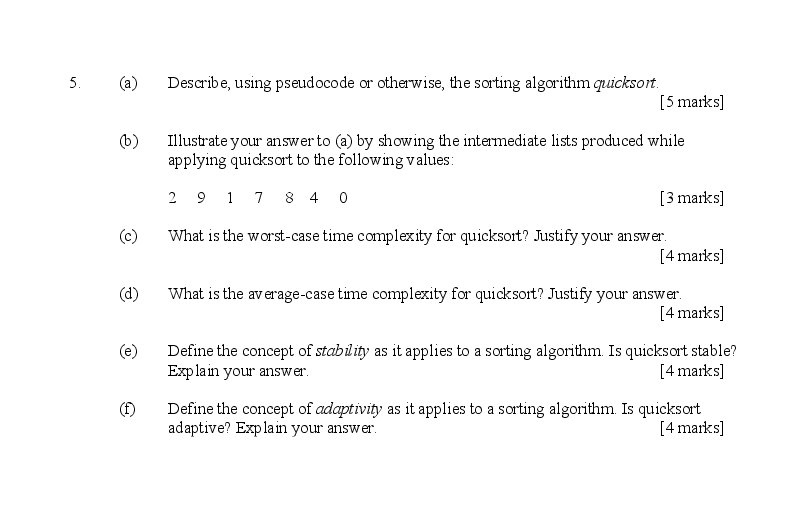 5. (a) Describe, using pseudocode or otherwise, the sorting algorithm quicksort.
[5 marks]
(b) Illustrate your answer to (a) by showing the intermediate lists produced while
applying quicksort to the following values:
2 9 1 7 8 4 0 [3 marks]
(c) What is the worst-case time complexity for quicksort? Justify your answer.
[4 marks]
(d) What is the average-case time complexity for quicksort? Justify your answer.
[4 marks]
(e) Define the concept of stability as it applies to a sorting algorithm. Is quicksort stable?
Explain your answer. [4 marks]
(f) Define the concept of adaptivity as it applies to a sorting algorithm. Is quicksort
adaptive? Explain your answer. [4 marks]